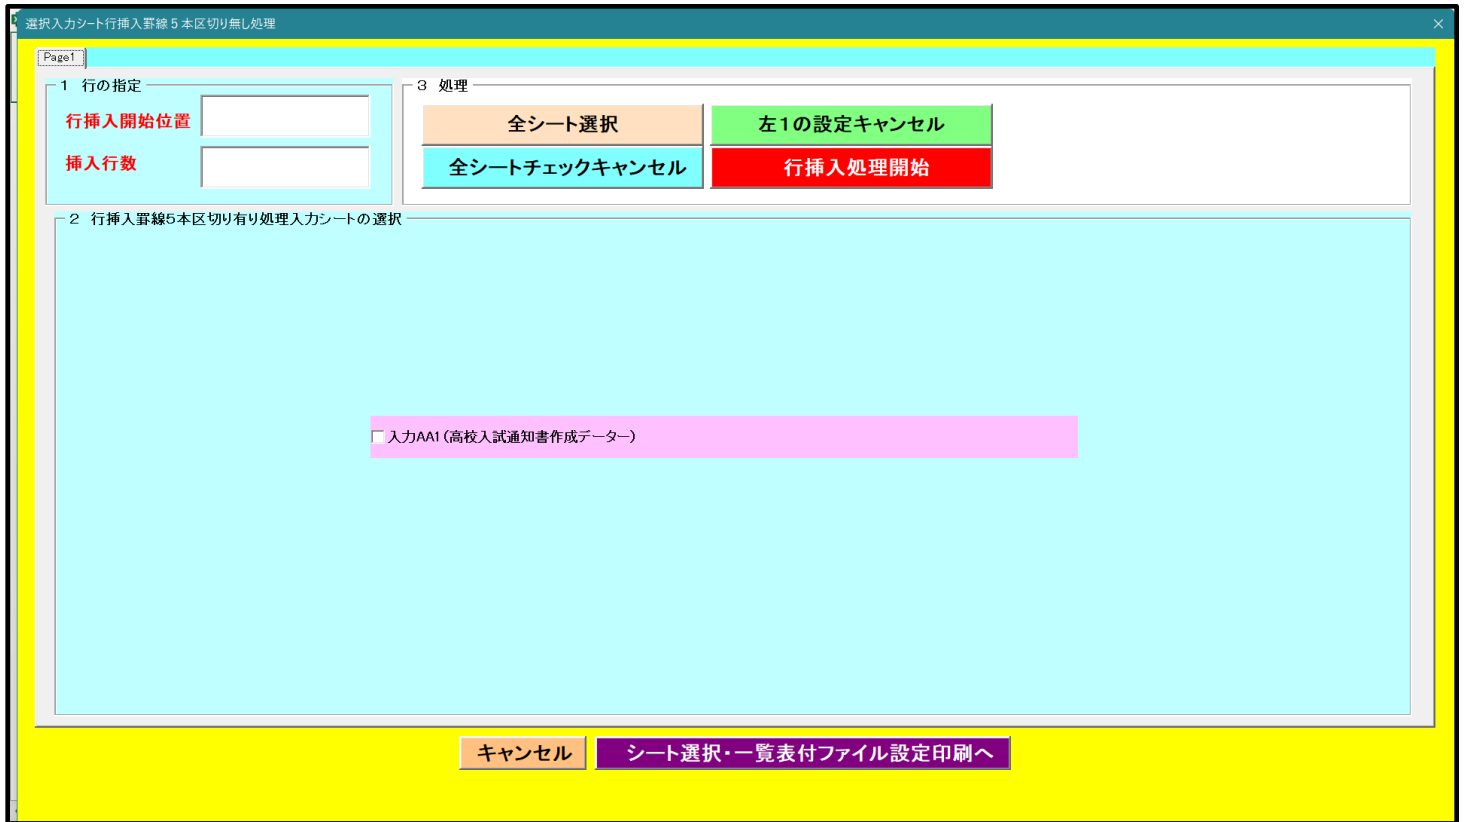 選択入力シート行挿入罫線５本区切り無し処理
Page1
1 行の指定
行挿入開始位置
挿入行数
3 処理
全シート選択
左1の設定キャンセル
全シートチェックキャンセル
行挿入処理開始
2 行挿入罫線5本区切り有り処理入力シートの選択
入力AA1(高校入試通知書作成データー)
キャンセル
シート選択・一覧表付ファイル設定印刷へ